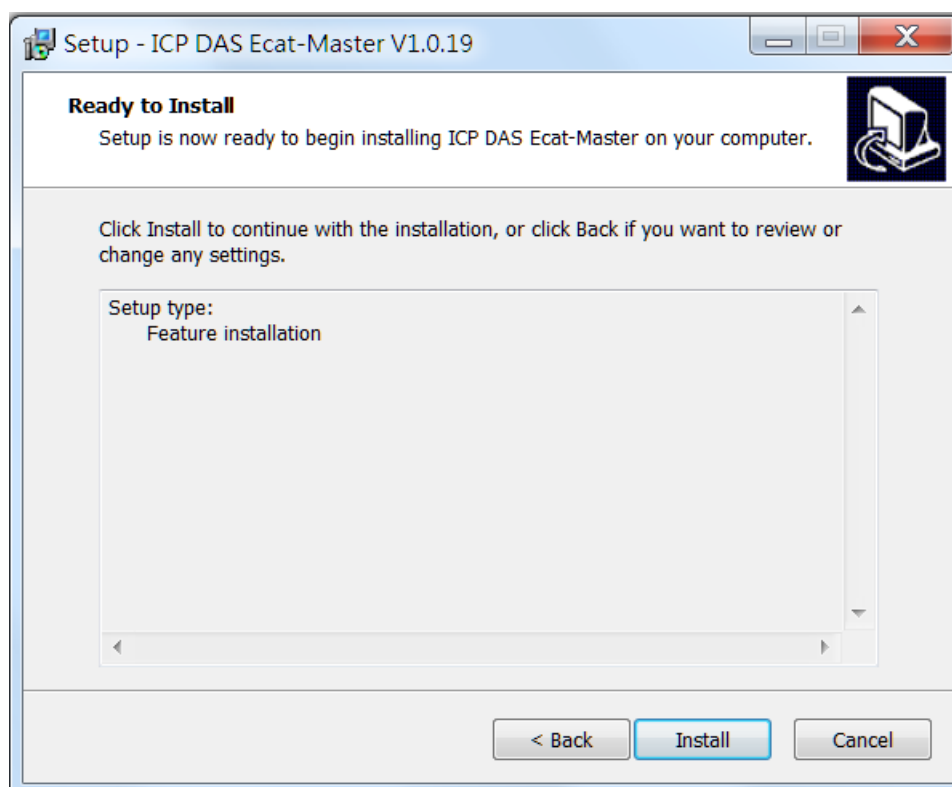 Setup - ICP DAS Ecat-Master V1.0.19
Ready to Install
Setup is now ready to begin installing ICP DAS Ecat-Master on your computer.
Click Install to continue with the installation, or click Back if you want to review or
change any settings.
Setup type:
Feature installation
< Back Install Cancel